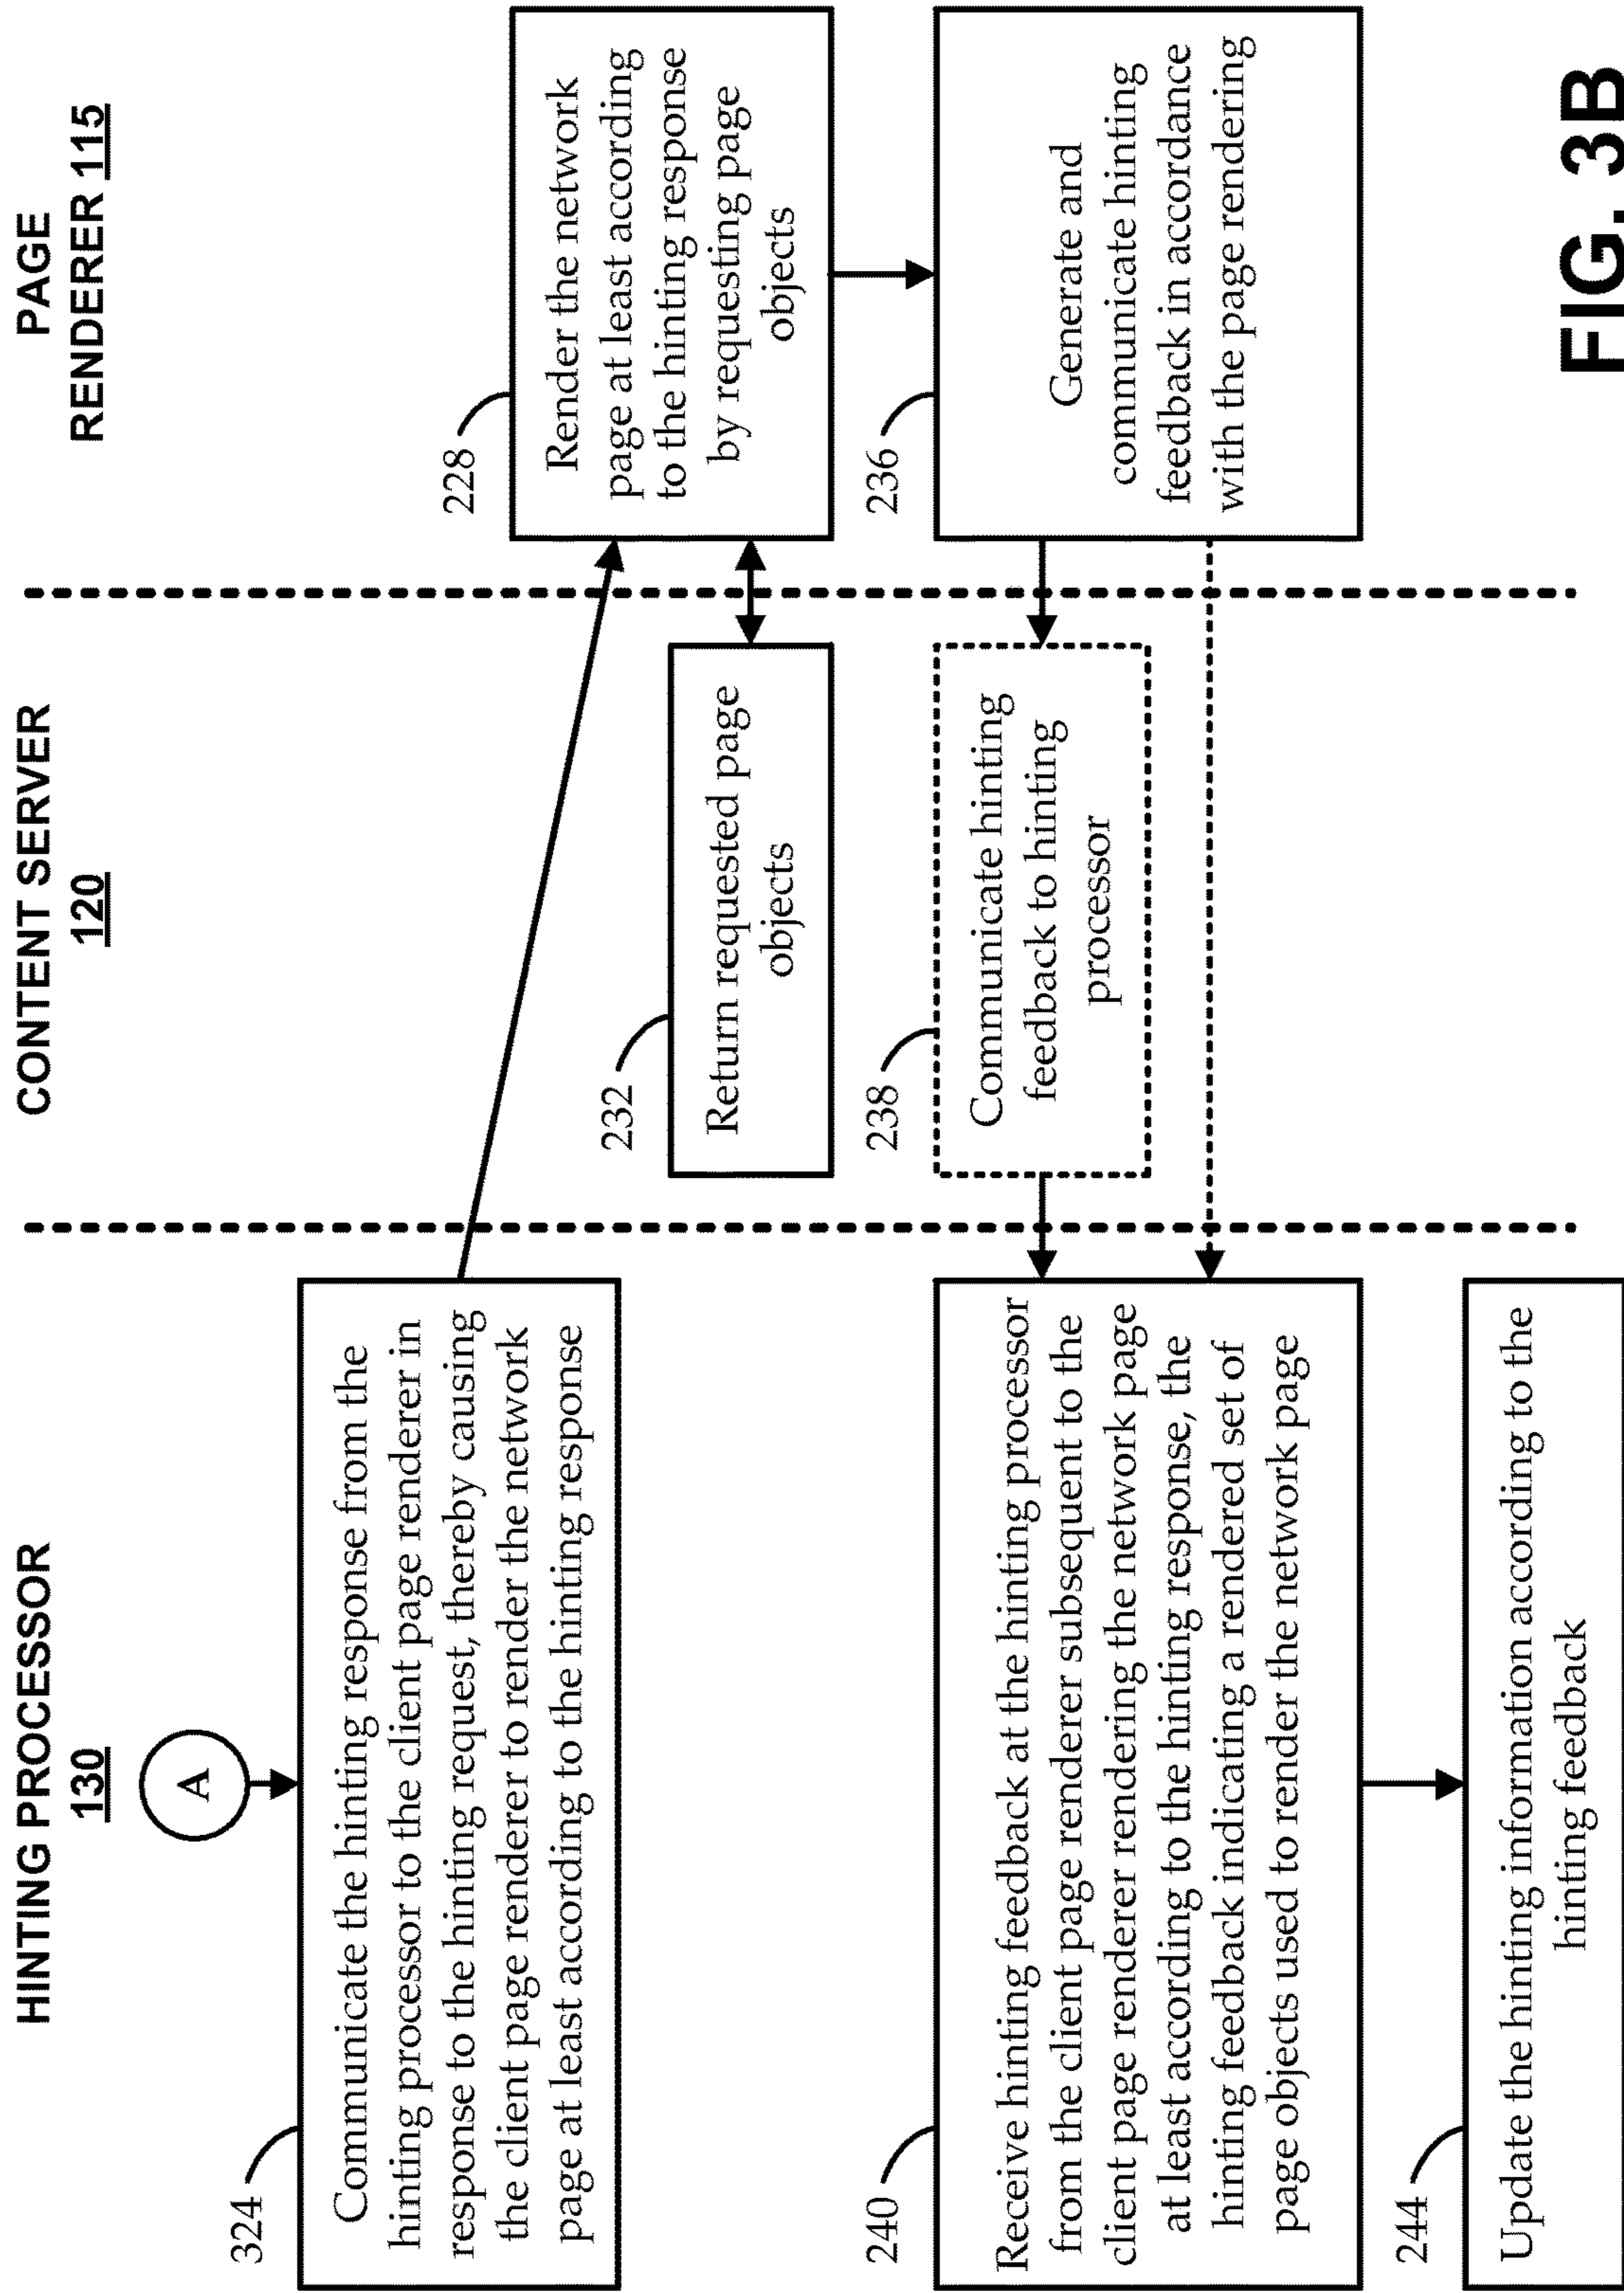 HINTING PROCESSOR
130
CONTENT SERVER
120
PAGE
RENDERER 115
A
324
Communicate the hinting response from the
hinting processor to the client page renderer in
response to the hinting request, thereby causing
the client page renderer to render the network
page at least according to the hinting response
228
Render the network
page at least according
to the hinting response
by requesting page
objects
232
Return requested page
objects
236
Generate and
communicate hinting
feedback in accordance
with the page rendering
238
Communicate hinting
feedback to hinting
processor
240
Receive hinting feedback at the hinting processor
from the client page renderer subsequent to the
client page renderer rendering the network page
at least according to the hinting response, the
hinting feedback indicating a rendered set of
page objects used to render the network page
244
Update the hinting information according to the
hinting feedback
FIG. 3B